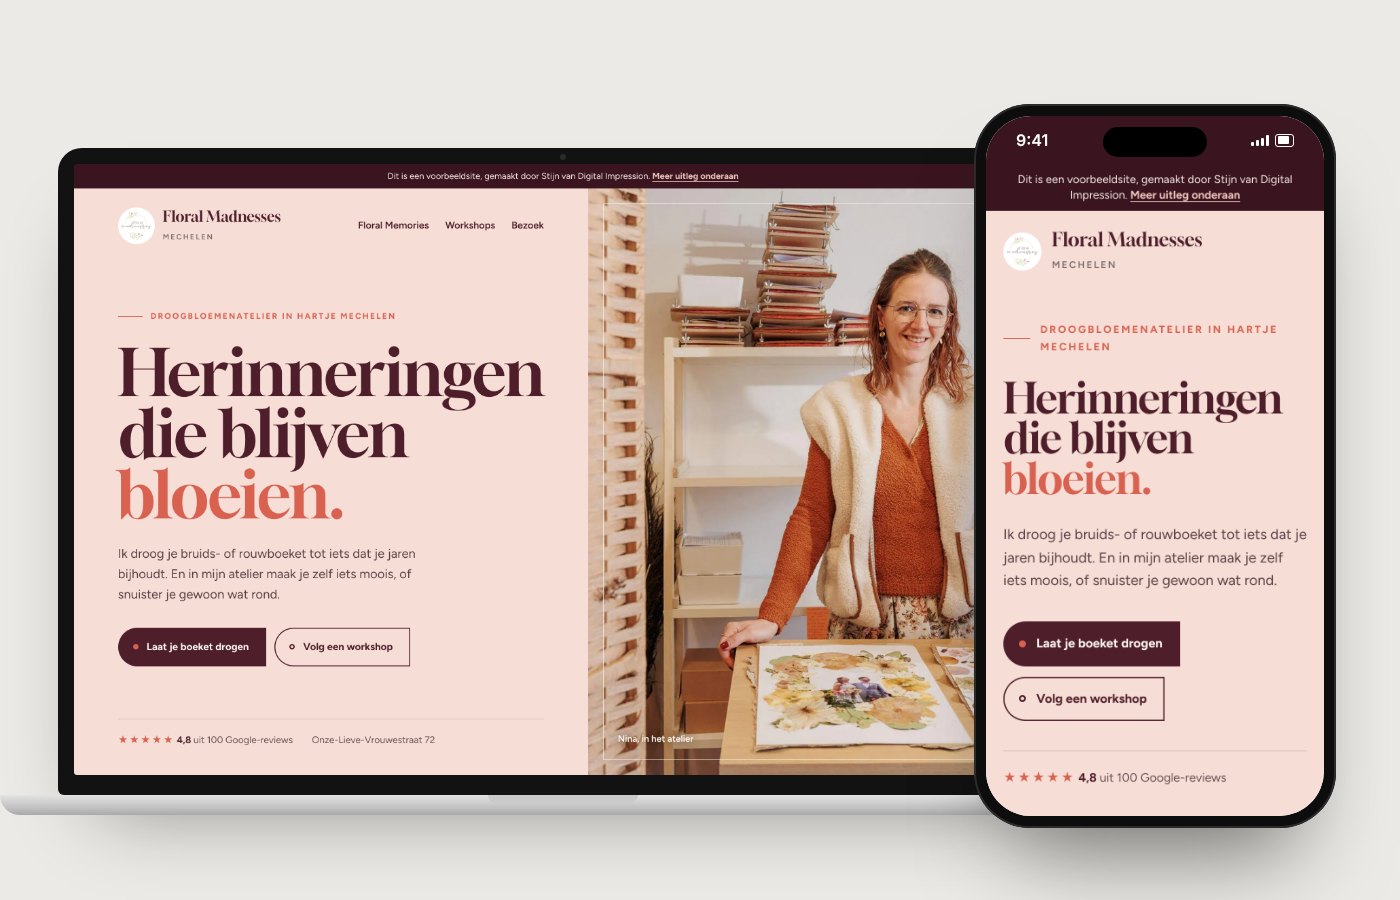 Dit is een voorbeeldsite, gemaakt door Stijn van Digital Impression. Meer uitleg onderaan
Floral Madnesses
MECHELEN
Floral Memories
Workshops
Bezoek
DROOGBLOEMENATELIER IN HARTJE MECHELEN
Herinneringen
die blijven
bloeien.
Ik droog je bruids- of rouwboeket tot iets dat je jaren
bijhoudt. En in mijn atelier maak je zelf iets moois, of
snuister je gewoon wat rond.
Laat je boeket drogen
Volg een workshop
★★★★★ 4,8 uit 100 Google-reviews
Onze-Lieve-Vrouwestraat 72
Nina, in het atelier
9:41
Dit is een voorbeeldsite, gemaakt door Stijn van Digital
Impression. Meer uitleg onderaan
Floral Madnesses
MECHELEN
DROOGBLOEMENATELIER IN HARTJE
MECHELEN
Herinneringen
die blijven
bloeien.
Ik droog je bruids- of rouwboeket tot iets dat je
jaren bijhoudt. En in mijn atelier maak je zelf
iets moois, of snuister je gewoon wat rond.
Laat je boeket drogen
Volg een workshop
★★★★★ 4,8 uit 100 Google-reviews